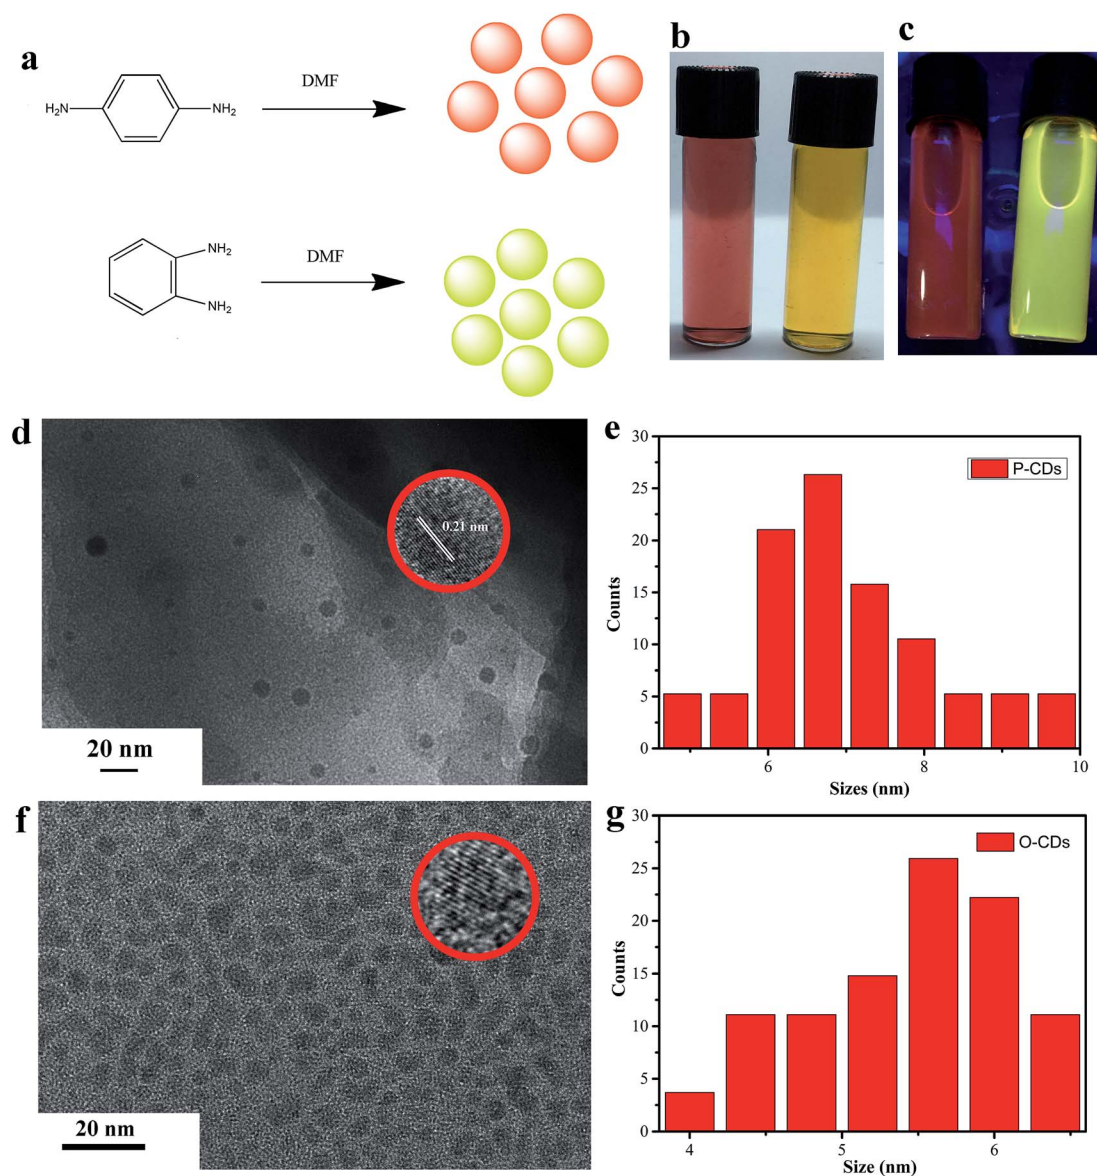 a
H₂N
NH₂
DMF
NH₂
NH₂
DMF
b
c
d
0.21 nm
20 nm
e
30
25
20
15
10
5
0
Counts
P-CDs
6
8
10
Sizes (nm)
f
20 nm
g
30
25
20
15
10
5
0
Counts
O-CDs
4
5
6
Size (nm)